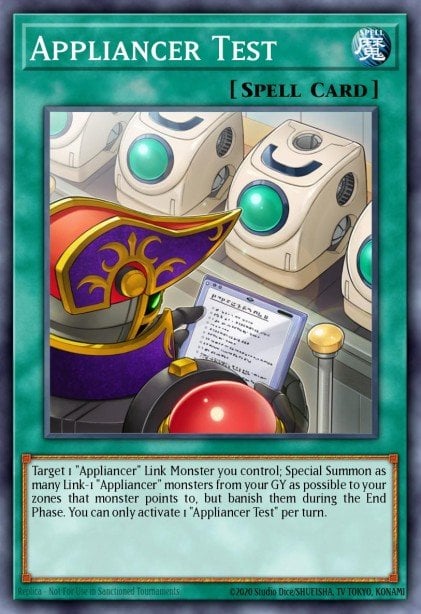 APPLIANCER TEST
SPELL
魔
[SPELL CARD]
Target 1 "Appliancer" Link Monster you control; Special Summon as
many Link-1 "Appliancer" monsters from your GY as possible to your
zones that monster points to, but banish them during the End
Phase. You can only activate 1 "Appliancer Test" per turn.
Replica - Not For Use in Sanctioned Tournaments
©2020 Studio Dice/SHUEISHA, TV TOKYO, KONAMI